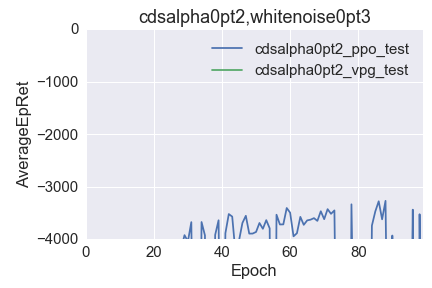 cdsalpha0pt2,whitenoise0pt3
cdsalpha0pt2_ppo_test
cdsalpha0pt2_vpg_test
AverageEpRet
0
−1000
−2000
−3000
−4000
0 20 40 60 80
Epoch